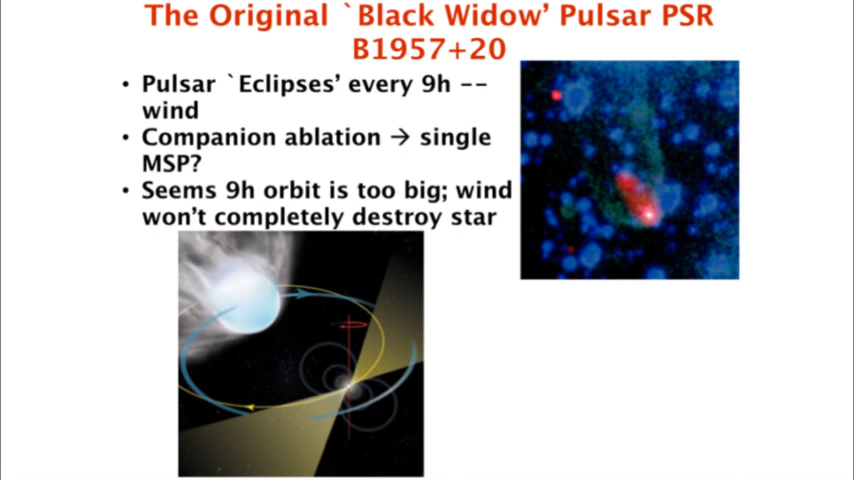 The Original `Black Widow’ Pulsar PSR
B1957+20
• Pulsar `Eclipses’ every 9h --
wind
• Companion ablation → single
MSP?
• Seems 9h orbit is too big; wind
won’t completely destroy star